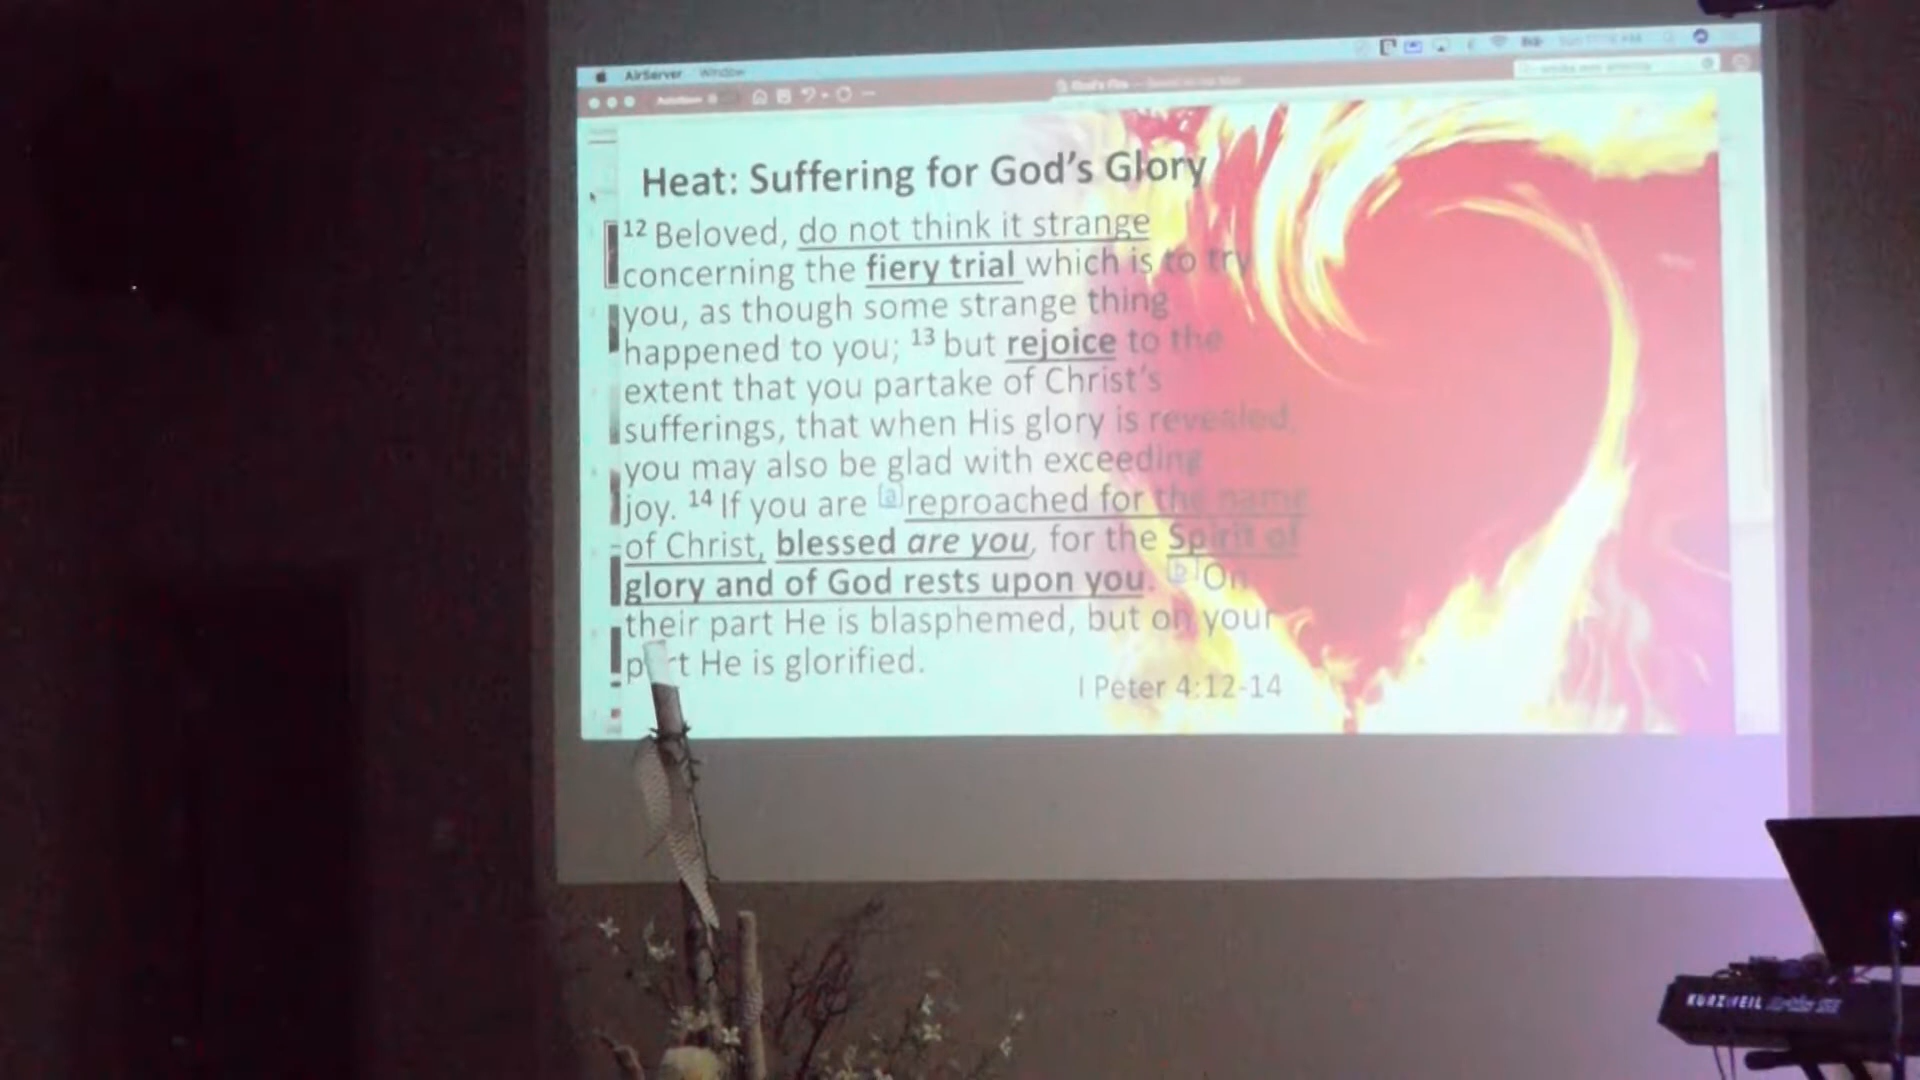 AirServer Window
God's Fire
Heat: Suffering for God's Glory
12 Beloved, do not think it strange
concerning the fiery trial which is to try
you, as though some strange thing
happened to you; 13 but rejoice to the
extent that you partake of Christ's
sufferings, that when His glory is revealed,
you may also be glad with exceeding
joy. 14 If you are [a]reproached for the name
of Christ, blessed are you, for the Spirit of
glory and of God rests upon you. [b]On
their part He is blasphemed, but on your
part He is glorified.
I Peter 4:12-14
KURZWEIL